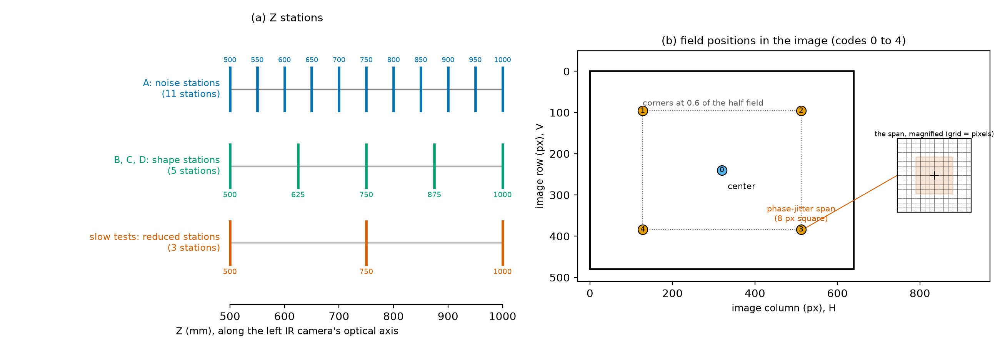 (a) Z stations
500 550 600 650 700 750 800 850 900 950 1000
A: noise stations
(11 stations)
B, C, D: shape stations
(5 stations)
500 625 750 875 1000
slow tests: reduced stations
(3 stations)
500 750 1000
500 600 700 800 900 1000
Z (mm), along the left IR camera's optical axis
(b) field positions in the image (codes 0 to 4)
image row (px), V
0
100
200
300
400
500
corners at 0.6 of the half field
1
2
the span, magnified (grid = pixels)
0
center
phase-jitter span
(8 px square)
4
3
0 200 400 600 800
image column (px), H